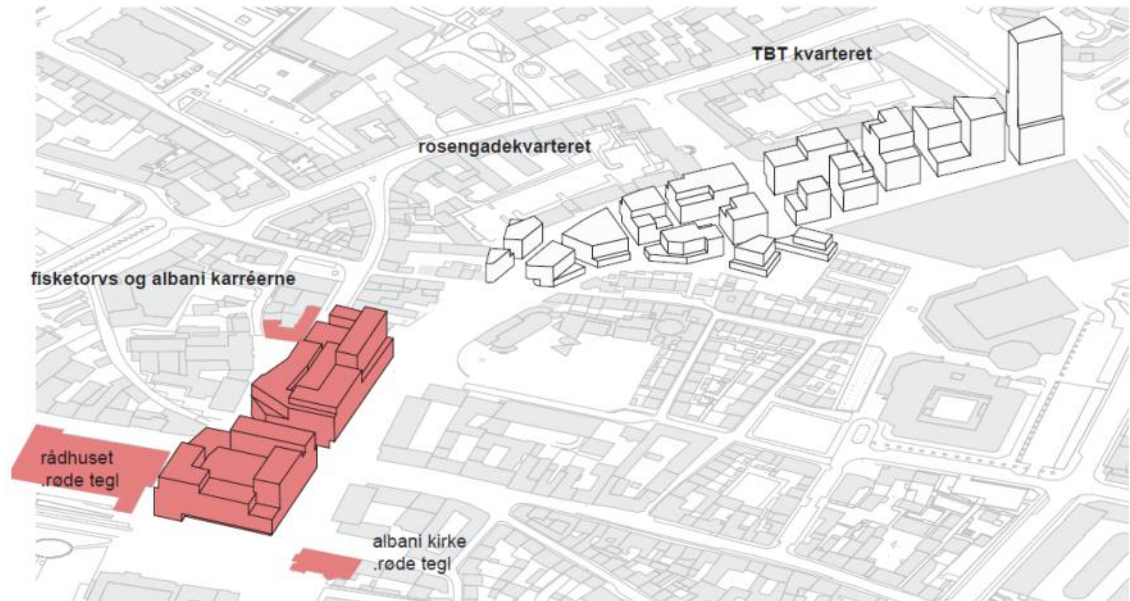 TBT kvarteret
rosengadekvarteret
fisketorvs og albani karréerne
rådhuset
.røde tegl
albani kirke
.røde tegl